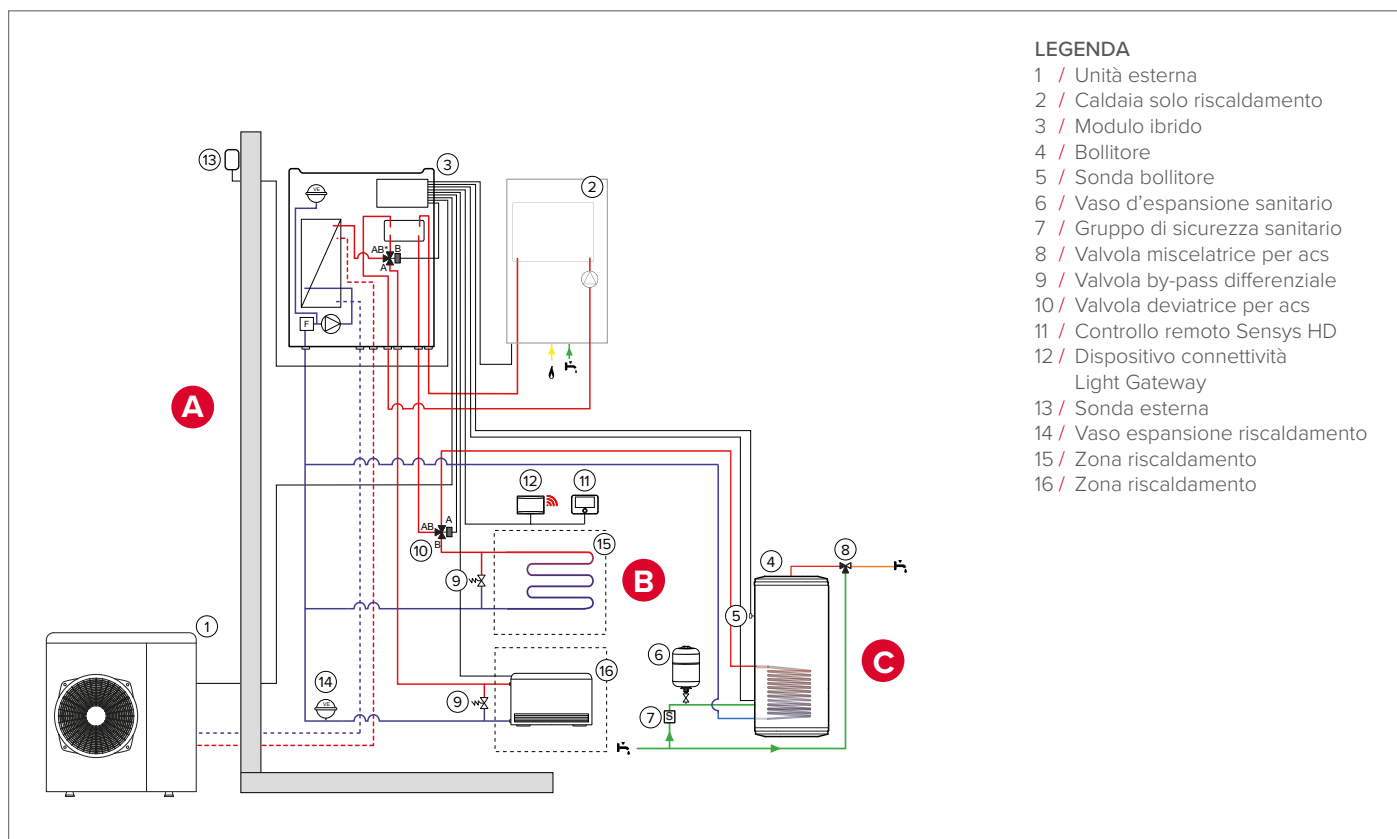 LEGENDA
1 / Unità esterna
2 / Caldaia solo riscaldamento
3 / Modulo ibrido
4 / Bollitore
5 / Sonda bollitore
6 / Vaso d’espansione sanitario
7 / Gruppo di sicurezza sanitario
8 / Valvola miscelatrice per acs
9 / Valvola by-pass differenziale
10 / Valvola deviatrice per acs
11 / Controllo remoto Sensys HD
12 / Dispositivo connettività
Light Gateway
13 / Sonda esterna
14 / Vaso espansione riscaldamento
15 / Zona riscaldamento
16 / Zona riscaldamento
13
3
2
VE
AB*
B
A
F
A
12
11
A
AB
B
10
15
9
B
4
8
5
C
1
6
16
14
VE
9
7
S